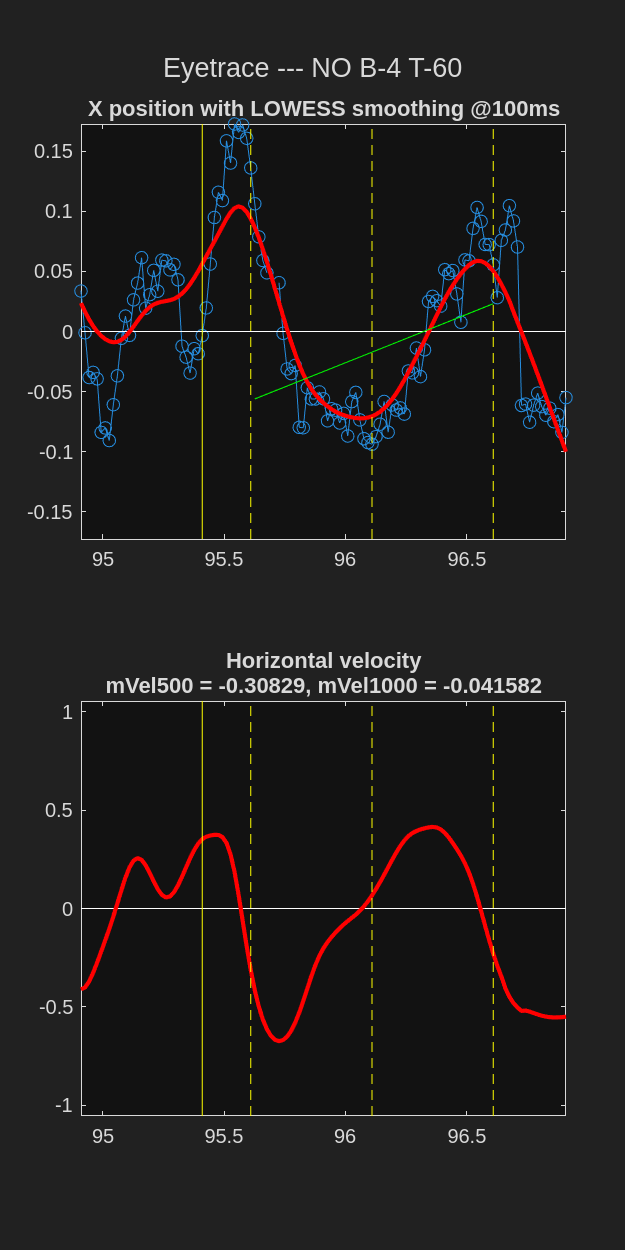 Eyetrace --- NO B-4 T-60
X position with LOWESS smoothing @100ms
0.15
0.1
0.05
0
-0.05
-0.1
-0.15
95 95.5 96 96.5
Horizontal velocity
mVel500 = -0.30829, mVel1000 = -0.041582
1
0.5
0
-0.5
-1
95 95.5 96 96.5